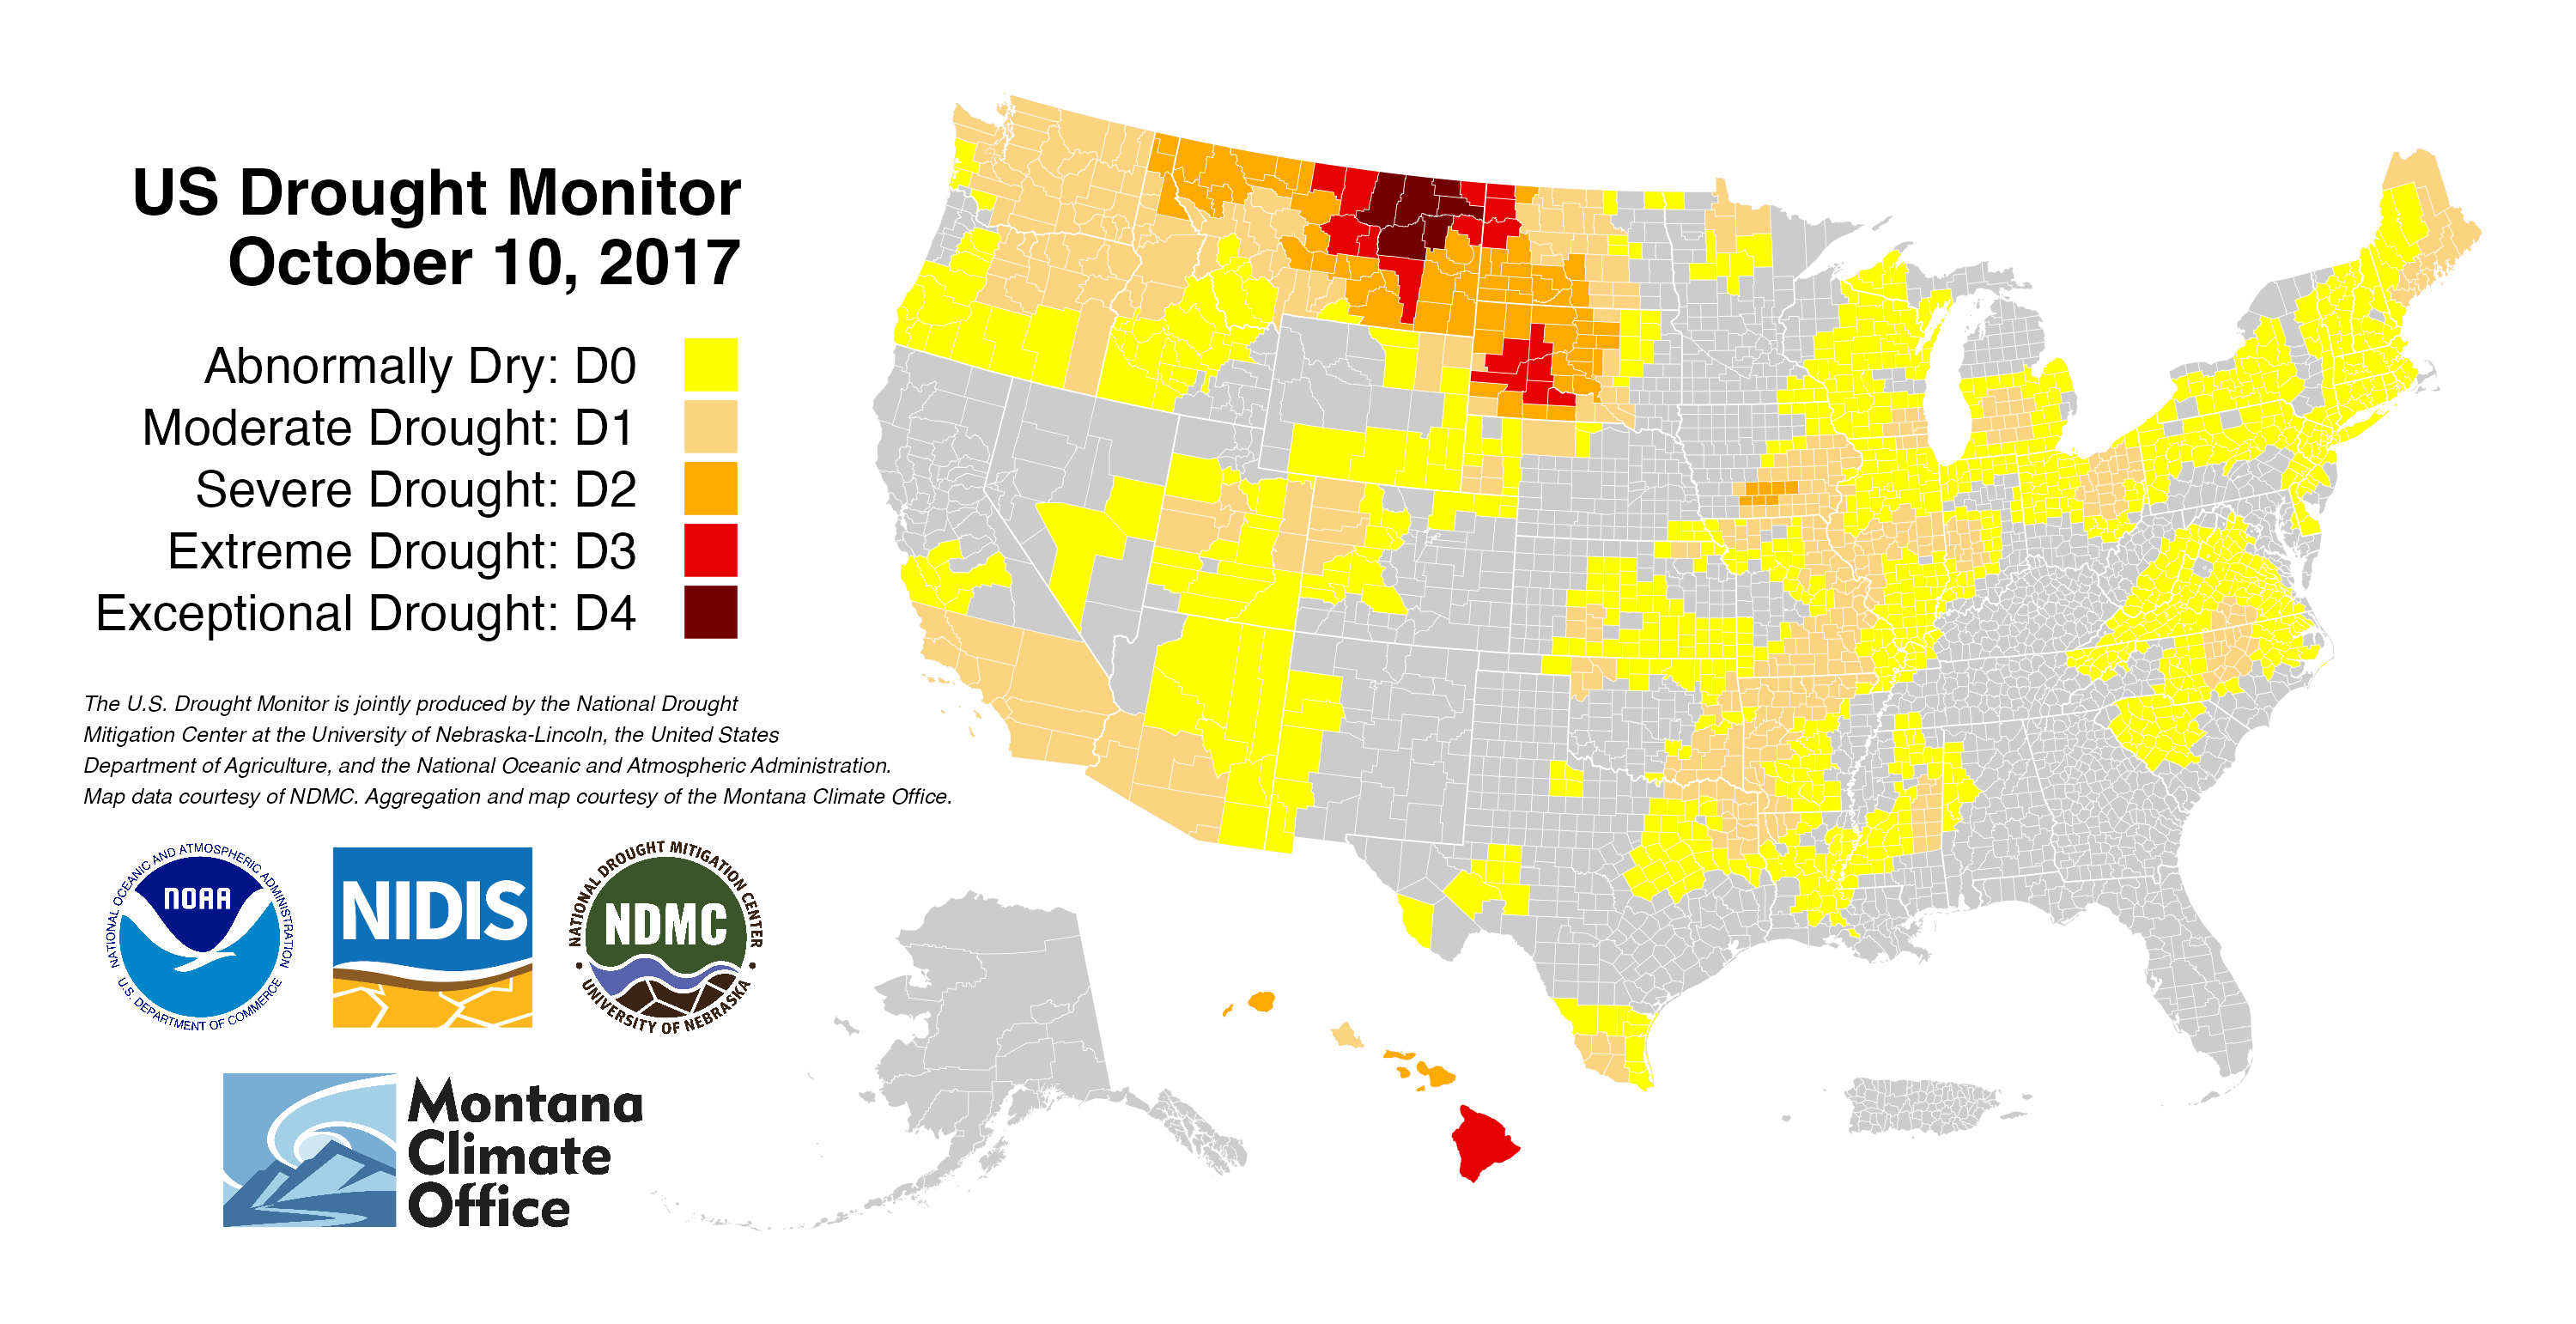 US Drought Monitor
October 10, 2017
Abnormally Dry: D0
Moderate Drought: D1
Severe Drought: D2
Extreme Drought: D3
Exceptional Drought: D4
The U.S. Drought Monitor is jointly produced by the National Drought
Mitigation Center at the University of Nebraska-Lincoln, the United States
Department of Agriculture, and the National Oceanic and Atmospheric Administration.
Map data courtesy of NDMC. Aggregation and map courtesy of the Montana Climate Office.
NATIONAL OCEANIC AND ATMOSPHERIC ADMINISTRATION
NOAA
U.S. DEPARTMENT OF COMMERCE
NIDIS
NATIONAL DROUGHT MITIGATION CENTER
NDMC
• UNIVERSITY OF NEBRASKA •
Montana
Climate
Office